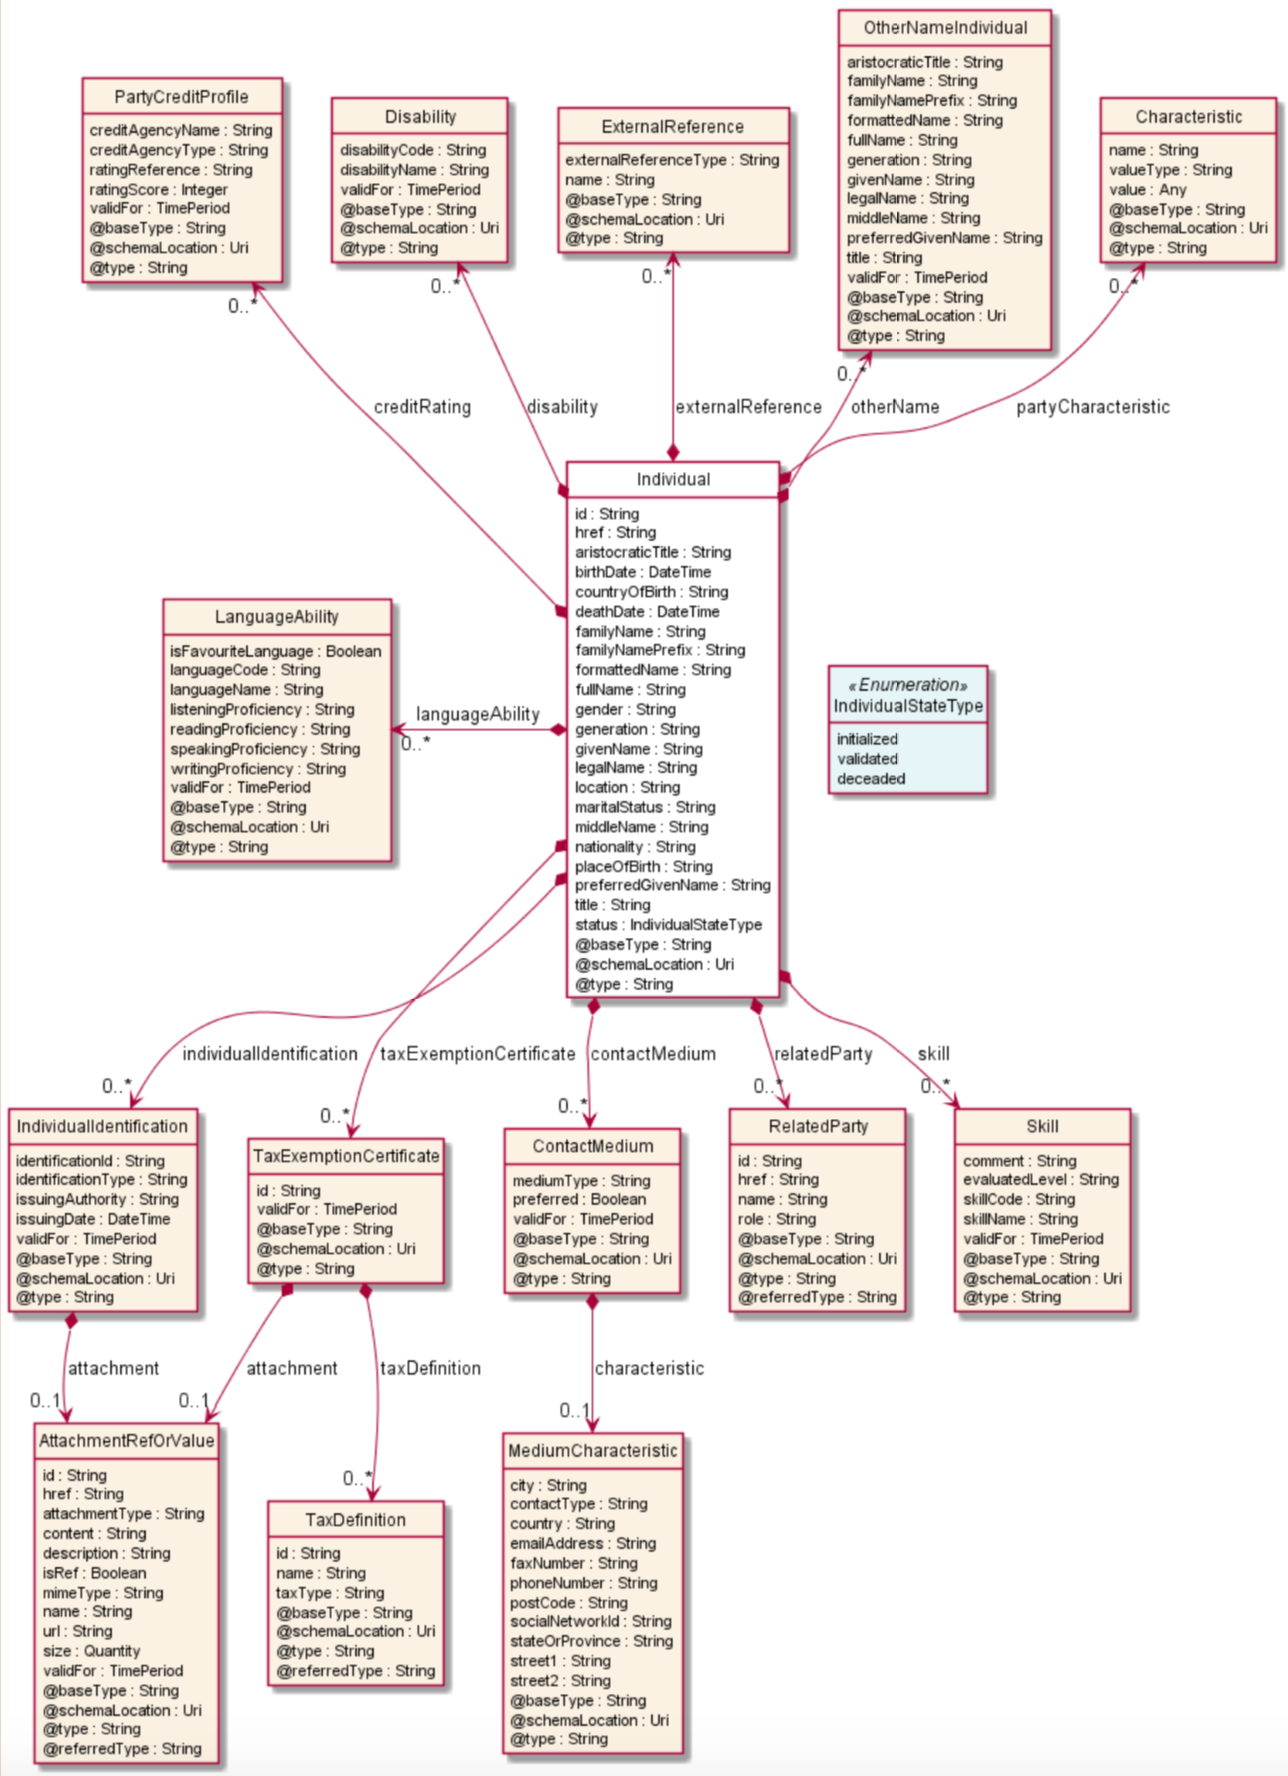 OtherNameIndividual
aristocraticTitle : String
familyName : String
familyNamePrefix : String
formattedName : String
fullName : String
generation : String
givenName : String
legalName : String
middleName : String
preferredGivenName : String
title : String
validFor : TimePeriod
@baseType : String
@schemaLocation : Uri
@type : String
PartyCreditProfile
creditAgencyName : String
creditAgencyType : String
ratingReference : String
ratingScore : Integer
validFor : TimePeriod
@baseType : String
@schemaLocation : Uri
@type : String
Disability
disabilityCode : String
disabilityName : String
validFor : TimePeriod
@baseType : String
@schemaLocation : Uri
@type : String
ExternalReference
externalReferenceType : String
name : String
@baseType : String
@schemaLocation : Uri
@type : String
Characteristic
name : String
valueType : String
value : Any
@baseType : String
@schemaLocation : Uri
@type : String
0..*
0..*
0..*
0..*
0..*
creditRating
disability
externalReference
otherName
partyCharacteristic
Individual
id : String
href : String
aristocraticTitle : String
birthDate : DateTime
countryOfBirth : String
deathDate : DateTime
familyName : String
familyNamePrefix : String
formattedName : String
fullName : String
gender : String
generation : String
givenName : String
legalName : String
location : String
maritalStatus : String
middleName : String
nationality : String
placeOfBirth : String
preferredGivenName : String
title : String
status : IndividualStateType
@baseType : String
@schemaLocation : Uri
@type : String
LanguageAbility
isFavouriteLanguage : Boolean
languageCode : String
languageName : String
listeningProficiency : String
readingProficiency : String
speakingProficiency : String
writingProficiency : String
validFor : TimePeriod
@baseType : String
@schemaLocation : Uri
@type : String
languageAbility
0..*
«Enumeration»
IndividualStateType
initialized
validated
deceaded
individualIdentification
taxExemptionCertificate
contactMedium
relatedParty
skill
0..*
0..*
0..*
0..*
0..*
IndividualIdentification
identificationId : String
identificationType : String
issuingAuthority : String
issuingDate : DateTime
validFor : TimePeriod
@baseType : String
@schemaLocation : Uri
@type : String
TaxExemptionCertificate
id : String
validFor : TimePeriod
@baseType : String
@schemaLocation : Uri
@type : String
ContactMedium
mediumType : String
preferred : Boolean
validFor : TimePeriod
@baseType : String
@schemaLocation : Uri
@type : String
RelatedParty
id : String
href : String
name : String
role : String
@baseType : String
@schemaLocation : Uri
@type : String
@referredType : String
Skill
comment : String
evaluatedLevel : String
skillCode : String
skillName : String
validFor : TimePeriod
@baseType : String
@schemaLocation : Uri
@type : String
attachment
attachment
taxDefinition
characteristic
0..1
0..1
0..*
0..1
AttachmentRefOrValue
id : String
href : String
attachmentType : String
content : String
description : String
isRef : Boolean
mimeType : String
name : String
url : String
size : Quantity
validFor : TimePeriod
@baseType : String
@schemaLocation : Uri
@type : String
@referredType : String
TaxDefinition
id : String
name : String
taxType : String
@baseType : String
@schemaLocation : Uri
@type : String
@referredType : String
MediumCharacteristic
city : String
contactType : String
country : String
emailAddress : String
faxNumber : String
phoneNumber : String
postCode : String
socialNetworkId : String
stateOrProvince : String
street1 : String
street2 : String
@baseType : String
@schemaLocation : Uri
@type : String